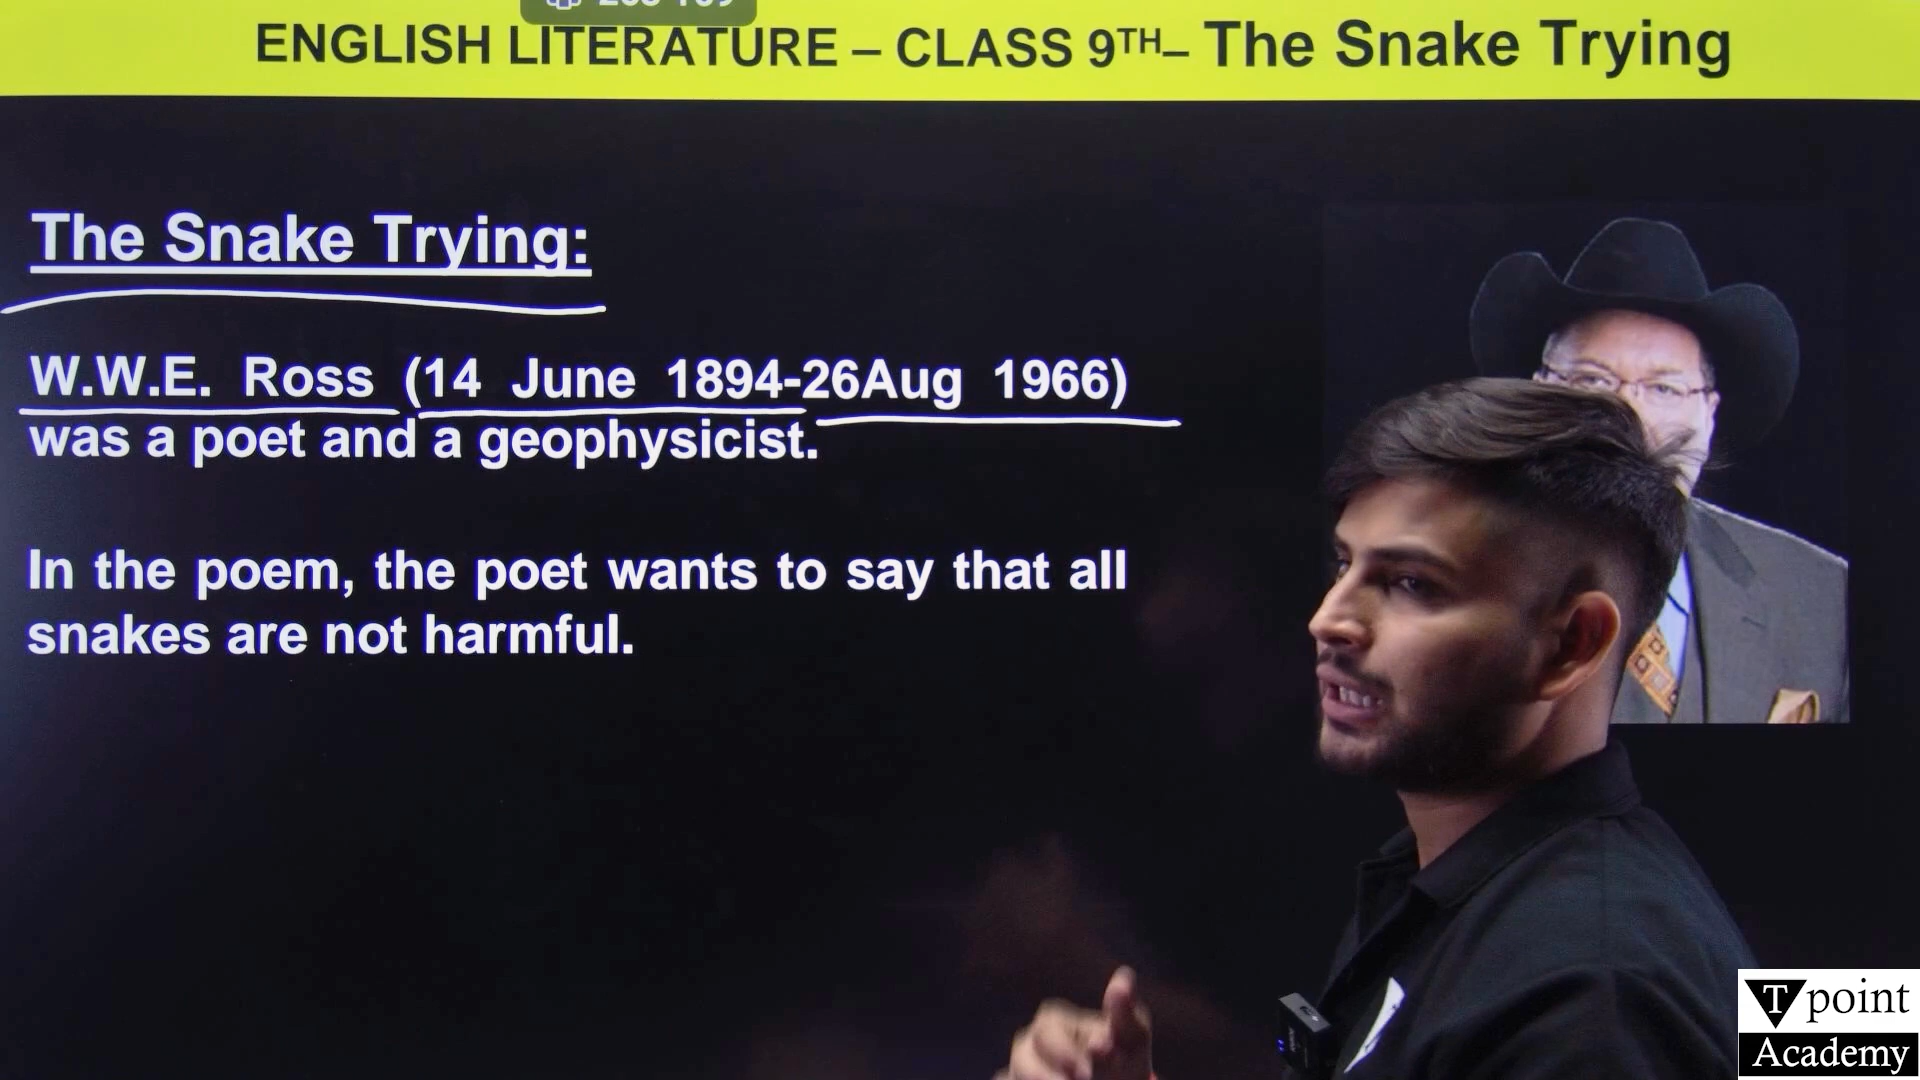 ENGLISH LITERATURE – CLASS 9TH– The Snake Trying
The Snake Trying:
W.W.E. Ross (14 June 1894-26Aug 1966)
was a poet and a geophysicist.
In the poem, the poet wants to say that all
snakes are not harmful.
T point
Academy